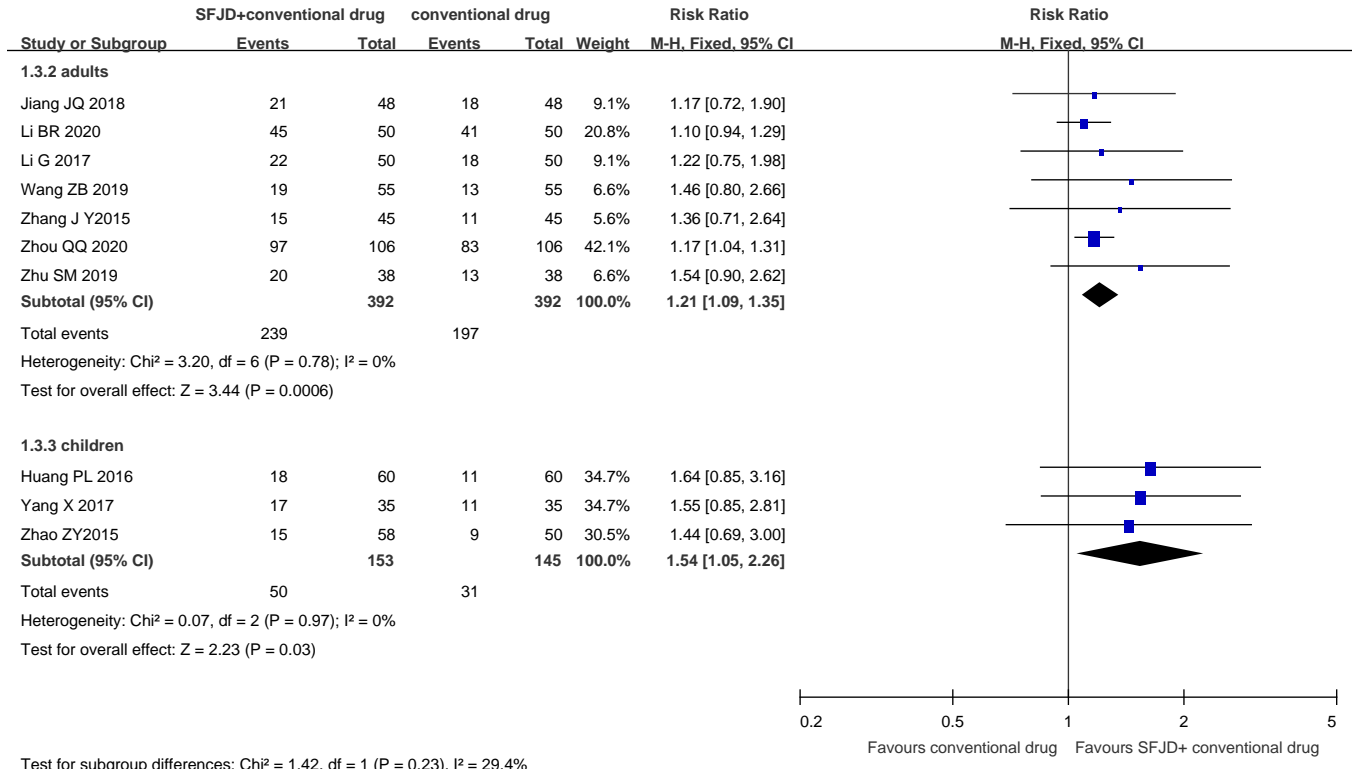 SFJD+conventional drug conventional drug Risk Ratio Risk Ratio
Study or Subgroup Events Total Events Total Weight M-H, Fixed, 95% CI M-H, Fixed, 95% CI
1.3.2 adults
Jiang JQ 2018 21 48 18 48 9.1% 1.17 [0.72, 1.90]
Li BR 2020 45 50 41 50 20.8% 1.10 [0.94, 1.29]
Li G 2017 22 50 18 50 9.1% 1.22 [0.75, 1.98]
Wang ZB 2019 19 55 13 55 6.6% 1.46 [0.80, 2.66]
Zhang J Y2015 15 45 11 45 5.6% 1.36 [0.71, 2.64]
Zhou QQ 2020 97 106 83 106 42.1% 1.17 [1.04, 1.31]
Zhu SM 2019 20 38 13 38 6.6% 1.54 [0.90, 2.62]
Subtotal (95% CI) 392 392 100.0% 1.21 [1.09, 1.35]
Total events 239 197
Heterogeneity: Chi² = 3.20, df = 6 (P = 0.78); I² = 0%
Test for overall effect: Z = 3.44 (P = 0.0006)
1.3.3 children
Huang PL 2016 18 60 11 60 34.7% 1.64 [0.85, 3.16]
Yang X 2017 17 35 11 35 34.7% 1.55 [0.85, 2.81]
Zhao ZY2015 15 58 9 50 30.5% 1.44 [0.69, 3.00]
Subtotal (95% CI) 153 145 100.0% 1.54 [1.05, 2.26]
Total events 50 31
Heterogeneity: Chi² = 0.07, df = 2 (P = 0.97); I² = 0%
Test for overall effect: Z = 2.23 (P = 0.03)
0.2 0.5 1 2 5
Favours conventional drug Favours SFJD+ conventional drug
Test for subgroup differences: Chi² = 1.42, df = 1 (P = 0.23), I² = 29.4%